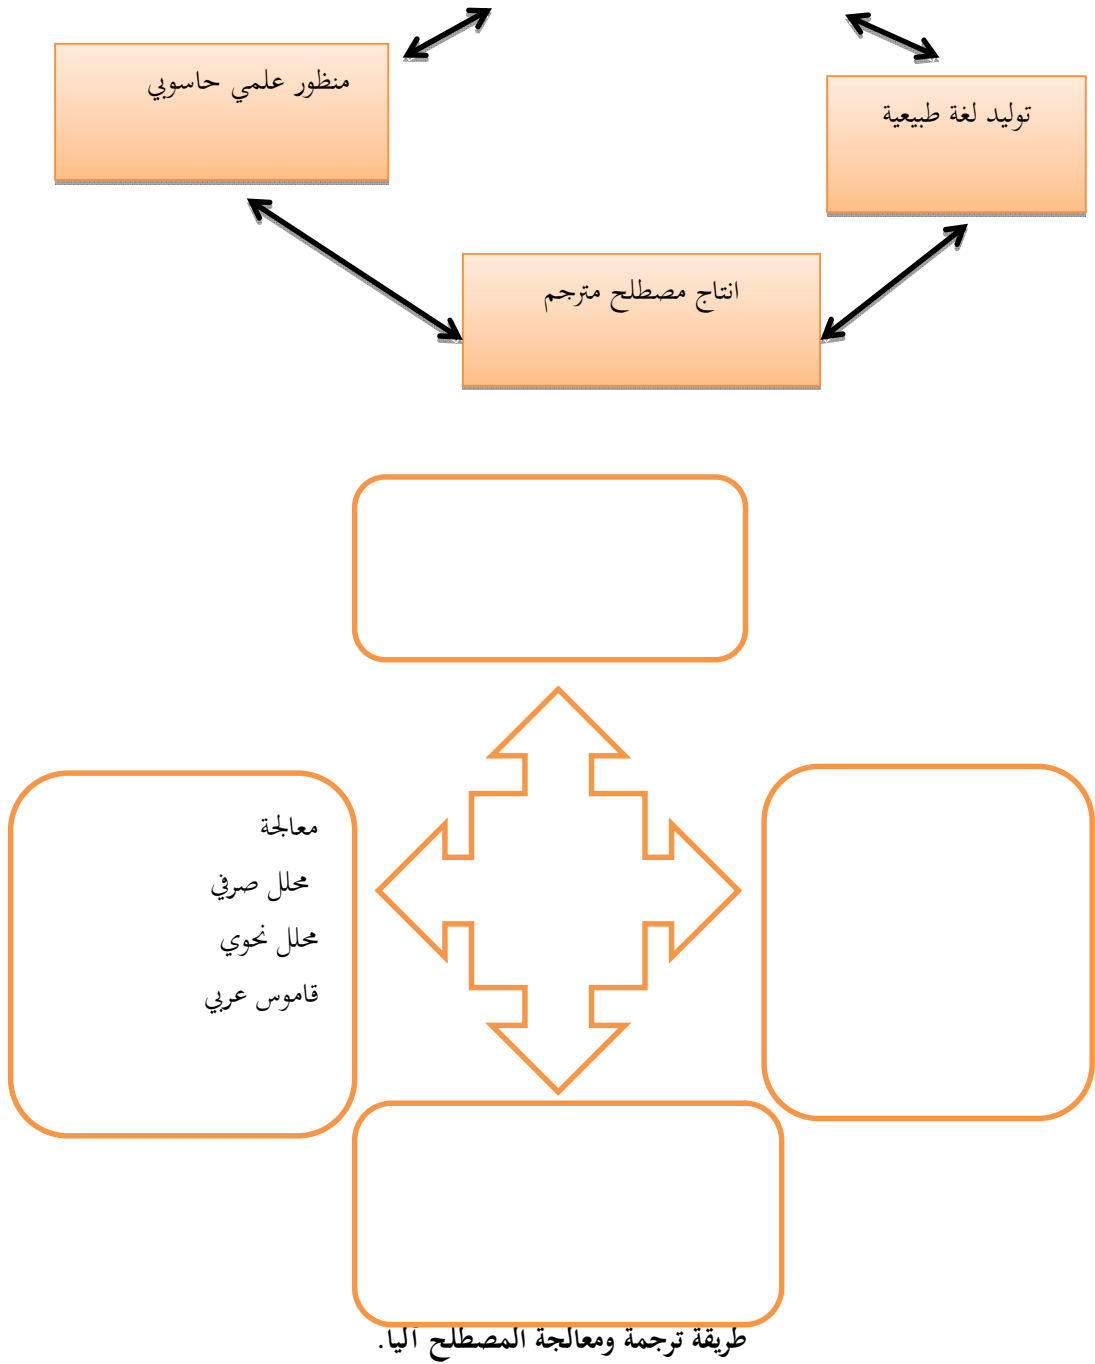 منظور علمي حاسوبي
توليد لغة طبيعية
انتاج مصطلح مترجم
معالجة
محلل صرفي
محلل نحوي
قاموس عربي
طريقة ترجمة ومعالجة المصطلح آليا.